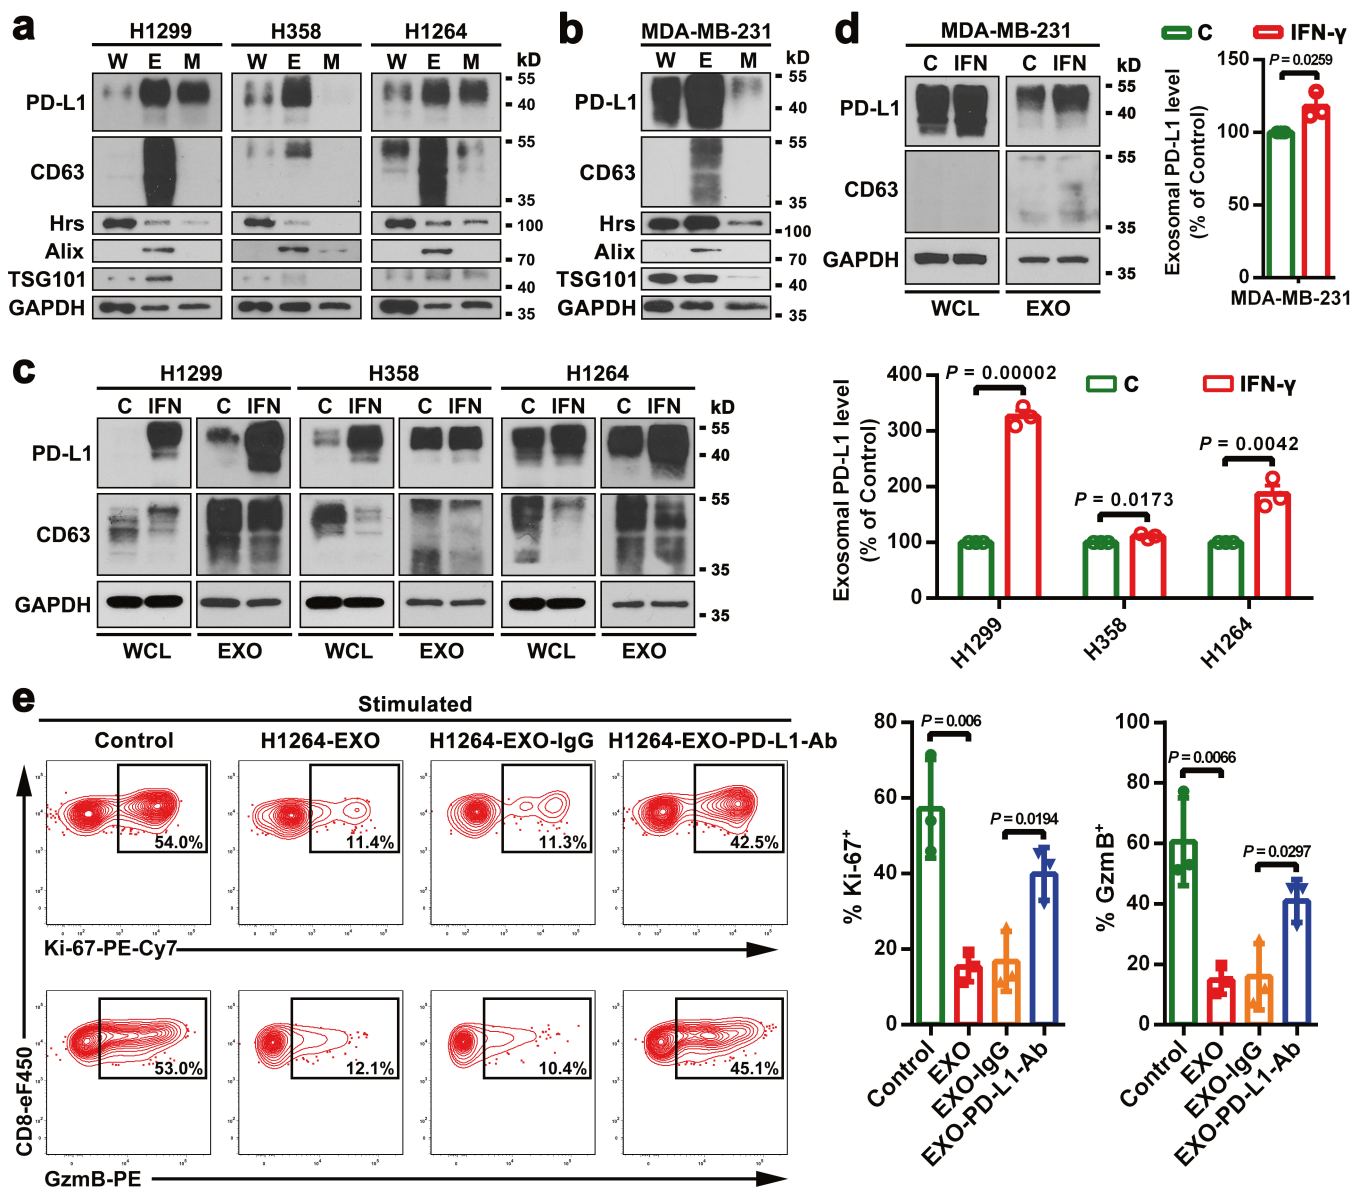 a
H1299 H358 H1264
W E M W E M W E M kD
PD-L1
55
40
CD63
55
35
Hrs
100
Alix
70
TSG101
40
GAPDH
35
b
MDA-MB-231
W E M kD
PD-L1
55
40
CD63
55
35
Hrs
100
Alix
70
TSG101
40
GAPDH
35
d
MDA-MB-231
C IFN C IFN kD
PD-L1
55
40
CD63
55
35
GAPDH
35
WCL EXO
C IFN-γ
Exosomal PD-L1 level
(% of Control)
150
100
50
0
P = 0.0259
MDA-MB-231
c
H1299 H358 H1264
C IFN C IFN C IFN C IFN C IFN C IFN kD
PD-L1
55
40
CD63
55
35
GAPDH
35
WCL EXO WCL EXO WCL EXO
Exosomal PD-L1 level
(% of Control)
400
300
200
100
0
P = 0.00002
P = 0.0173
P = 0.0042
C IFN-γ
H1299
H358
H1264
e
Stimulated
Control H1264-EXO H1264-EXO-IgG H1264-EXO-PD-L1-Ab
54.0% 11.4% 11.3% 42.5%
Ki-67-PE-Cy7
53.0% 12.1% 10.4% 45.1%
GzmB-PE
CD8-eF450
% Ki-67+
80
60
40
20
0
P = 0.006
P = 0.0194
Control
EXO
EXO-IgG
EXO-PD-L1-Ab
% GzmB+
100
80
60
40
20
0
P = 0.0066
P = 0.0297
Control
EXO
EXO-IgG
EXO-PD-L1-Ab